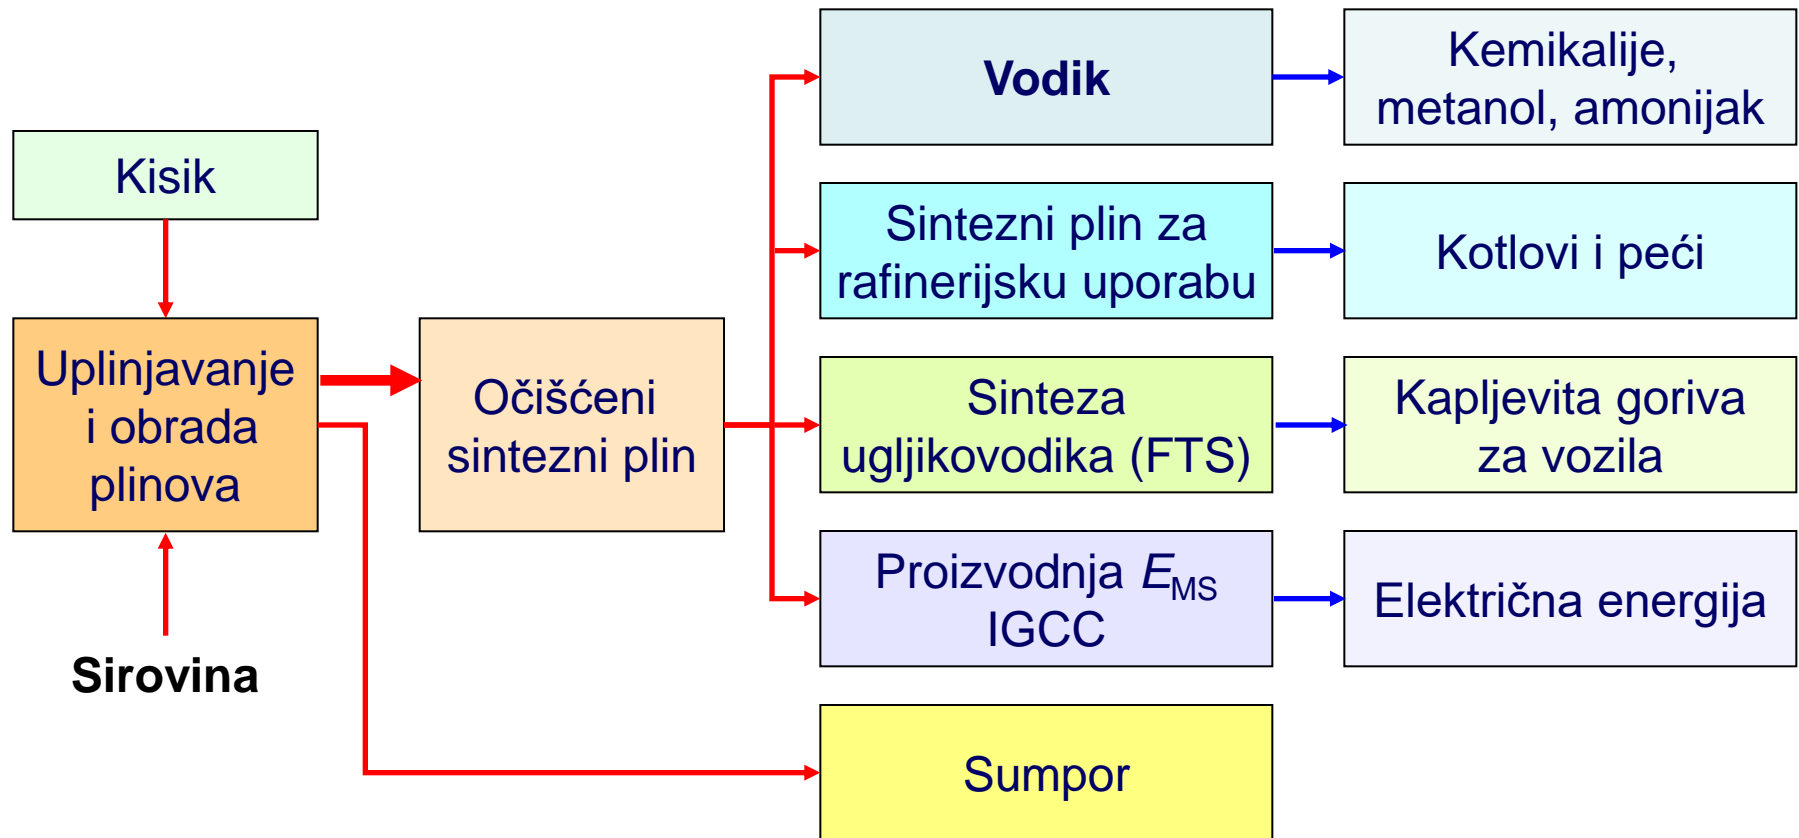 Vodik
Kemikalije,
metanol, amonijak
Kisik
Sintezni plin za
rafinerijsku uporabu
Kotlovi i peći
Uplinjavanje
i obrada
plinova
Očišćeni
sintezni plin
Sinteza
ugljikovodika (FTS)
Kapljevita goriva
za vozila
Proizvodnja EMS
IGCC
Električna energija
Sirovina
Sumpor